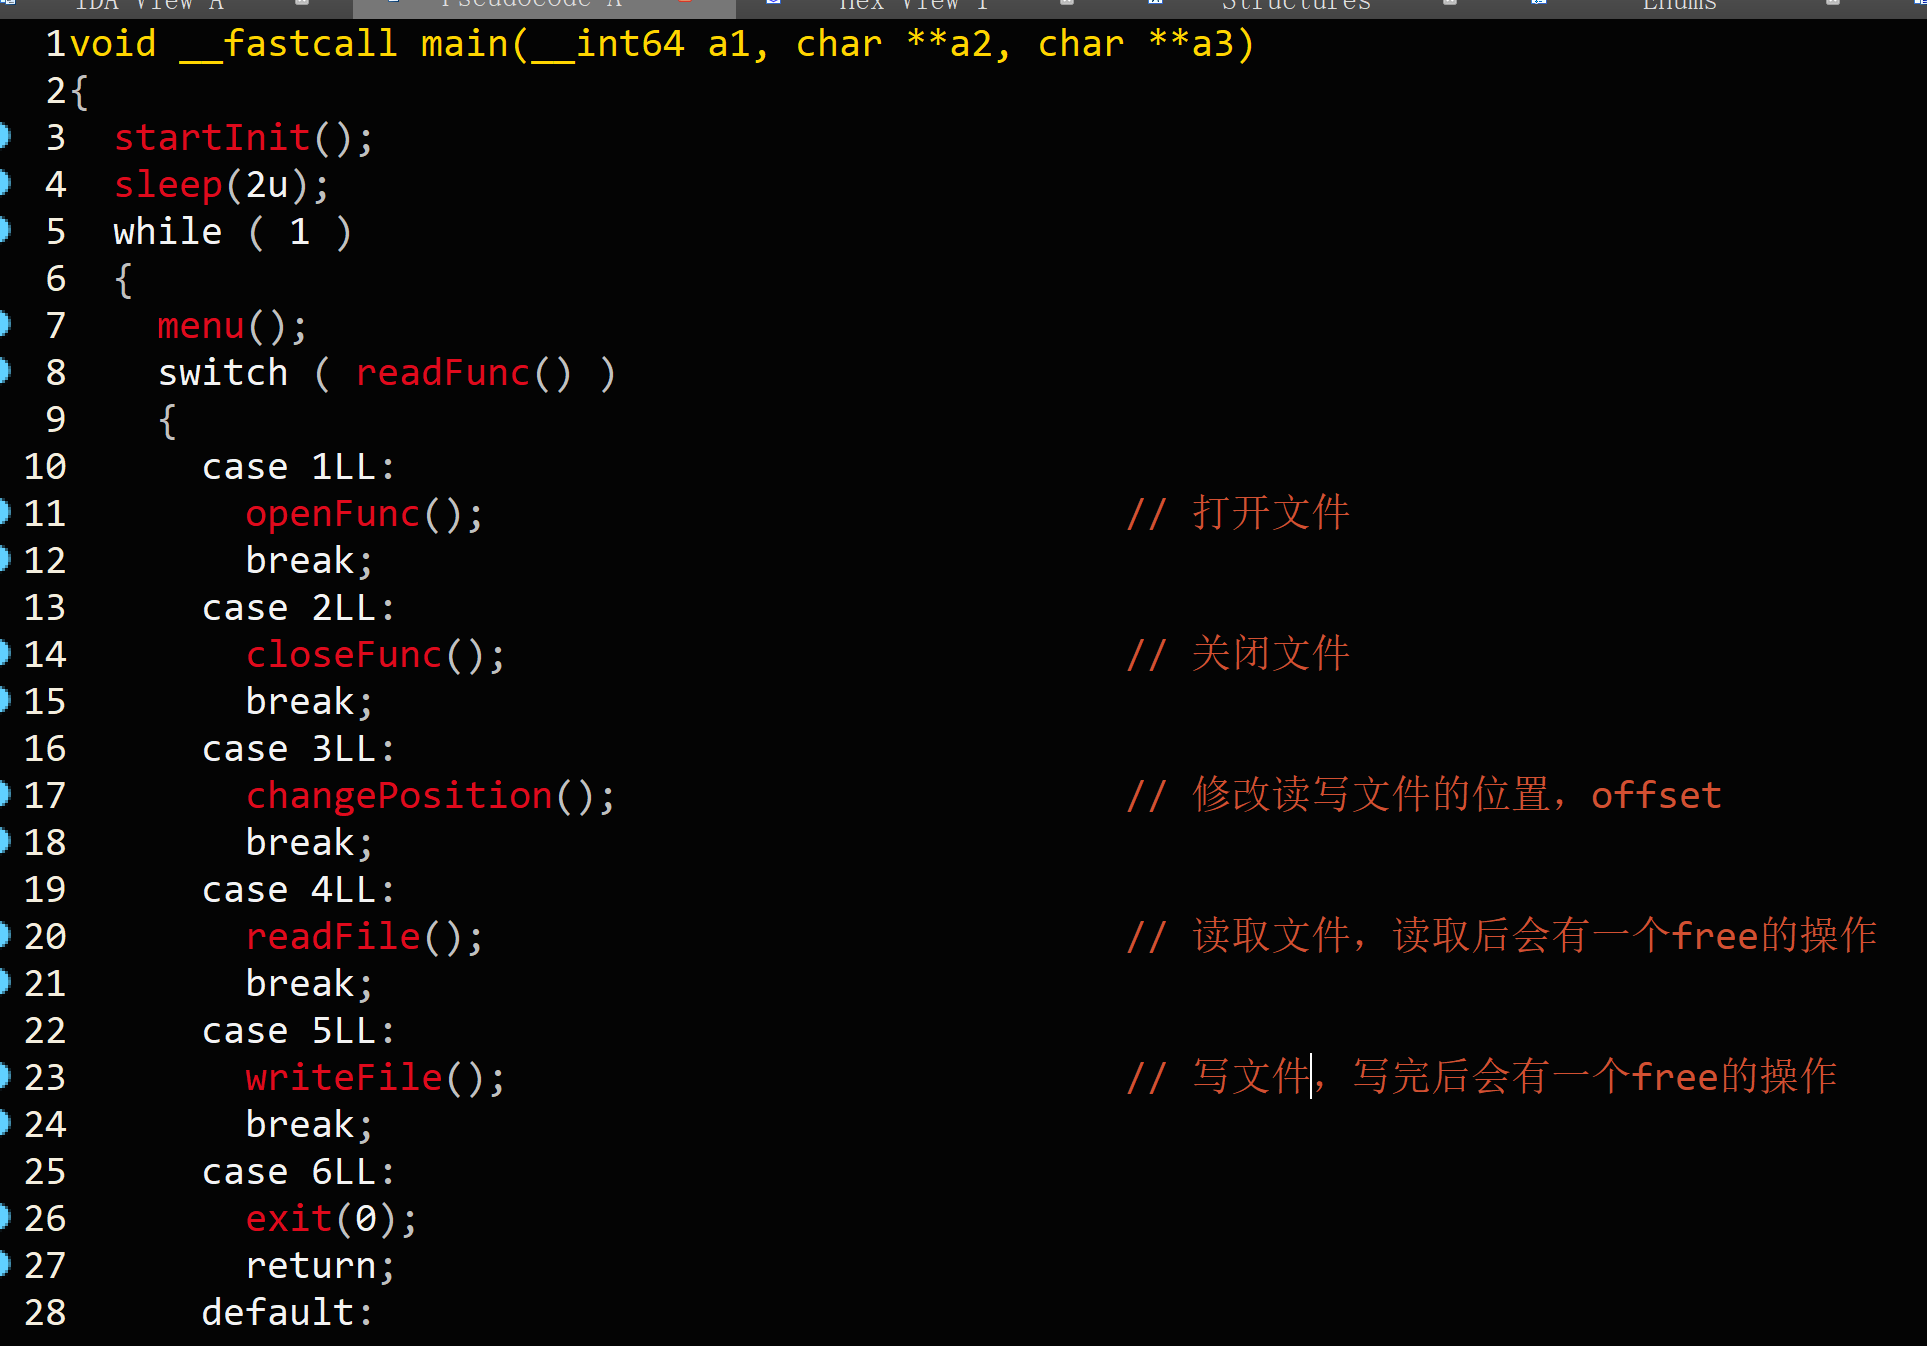 IDA View-A Pseudocode-A Hex View-1 Structures Enums
1 void __fastcall main(__int64 a1, char **a2, char **a3)
2 {
3 startInit();
4 sleep(2u);
5 while ( 1 )
6 {
7 menu();
8 switch ( readFunc() )
9 {
10 case 1LL:
11 openFunc(); // 打开文件
12 break;
13 case 2LL:
14 closeFunc(); // 关闭文件
15 break;
16 case 3LL:
17 changePosition(); // 修改读写文件的位置，offset
18 break;
19 case 4LL:
20 readFile(); // 读取文件，读取后会有一个free的操作
21 break;
22 case 5LL:
23 writeFile(); // 写文件，写完后会有一个free的操作
24 break;
25 case 6LL:
26 exit(0);
27 return;
28 default: